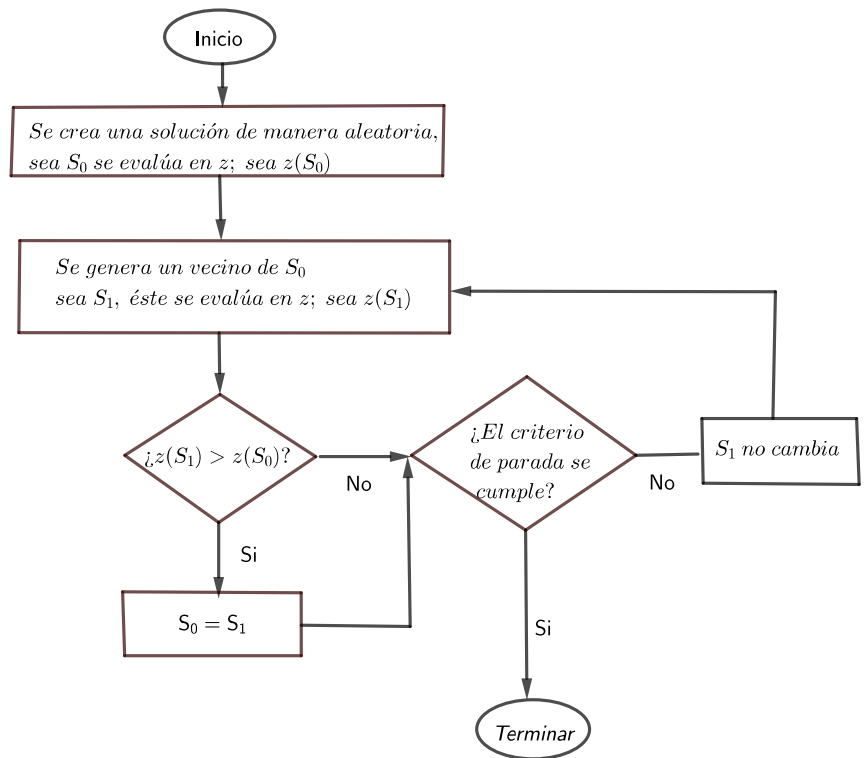 Inicio
Se crea una solución de manera aleatoria,
sea S₀ se evalúa en z; sea z(S₀)
Se genera un vecino de S₀
sea S₁, éste se evalúa en z; sea z(S₁)
¿z(S₁) > z(S₀)?
No
Si
S₀ = S₁
¿El criterio
de parada se
cumple?
No
S₁ no cambia
Si
Terminar